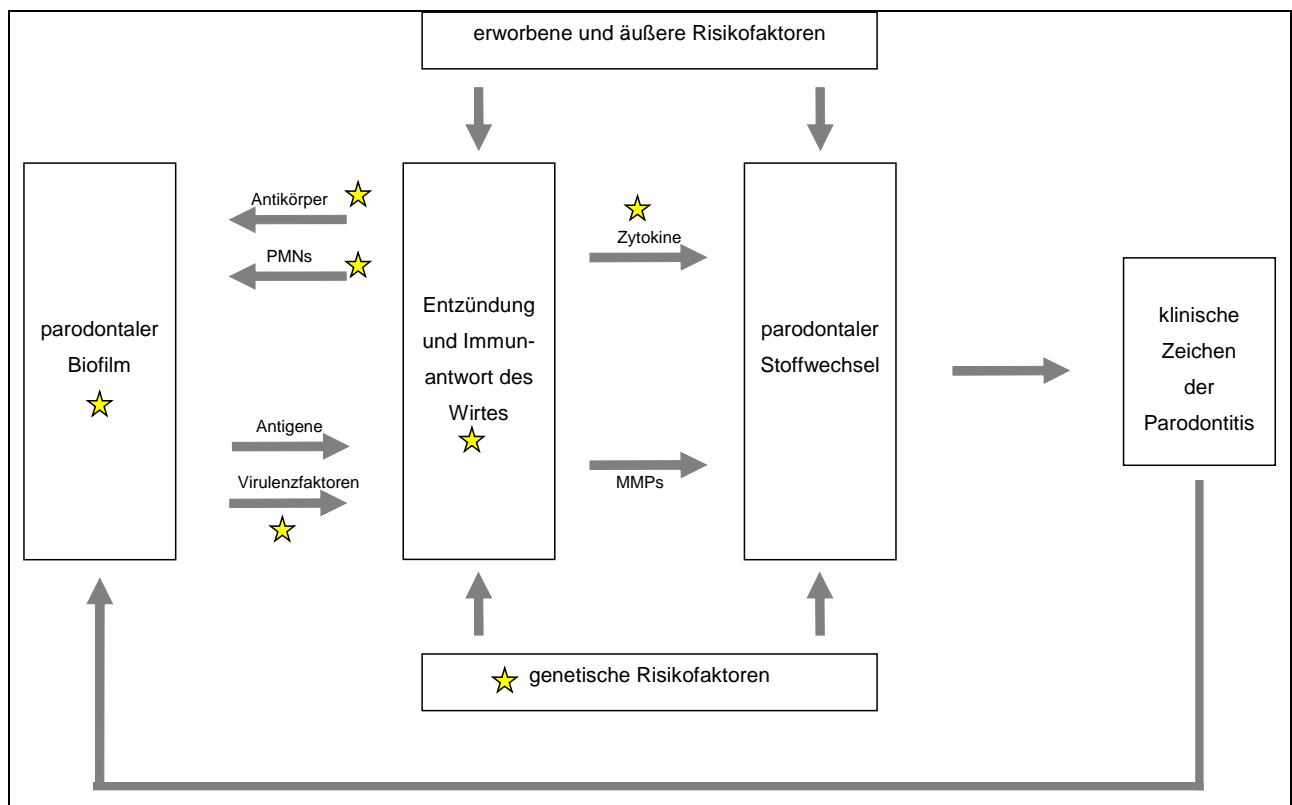 erworbene und äußere Risikofaktoren
Antikörper
PMNs
parodontaler
Biofilm
Antigene
Virulenzfaktoren
Entzündung
und Immun-
antwort des
Wirtes
Zytokine
MMPs
parodontaler
Stoffwechsel
klinische
Zeichen
der
Parodontitis
genetische Risikofaktoren